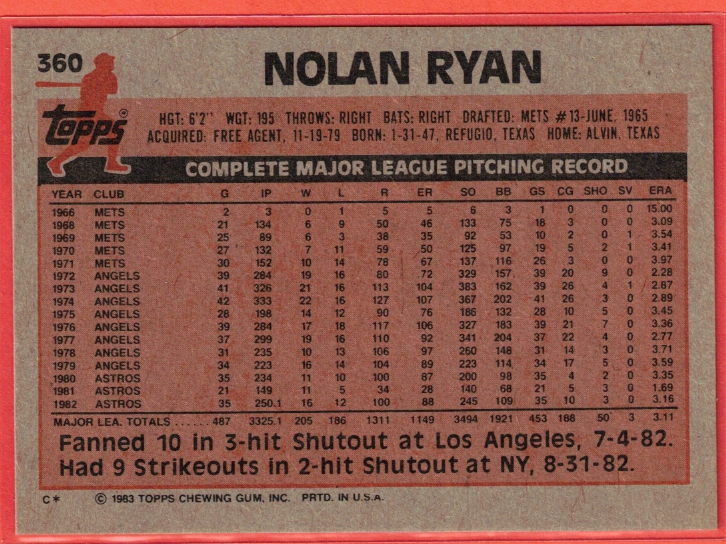 360 NOLAN RYAN
Topps®
HGT: 6'2" WGT: 195 THROWS: RIGHT BATS: RIGHT DRAFTED: METS #13-JUNE, 1965
ACQUIRED: FREE AGENT, 11-19-79 BORN: 1-31-47, REFUGIO, TEXAS HOME: ALVIN, TEXAS
COMPLETE MAJOR LEAGUE PITCHING RECORD
YEAR CLUB G IP W L R ER SO BB GS CG SHO SV ERA
1966 METS 2 3 0 1 5 5 6 3 1 0 0 0 15.00
1968 METS 21 134 6 9 50 46 133 75 18 3 0 0 3.09
1969 METS 25 89 6 3 38 35 92 53 10 2 0 1 3.54
1970 METS 27 132 7 11 59 50 125 97 19 5 2 1 3.41
1971 METS 30 152 10 14 78 67 137 116 26 3 0 0 3.97
1972 ANGELS 39 284 19 16 80 72 329 157 39 20 9 0 2.28
1973 ANGELS 41 326 21 16 113 104 383 162 39 26 4 1 2.87
1974 ANGELS 42 333 22 16 127 107 367 202 41 26 3 0 2.89
1975 ANGELS 28 198 14 12 90 76 186 132 28 10 5 0 3.45
1976 ANGELS 39 284 17 18 117 106 327 183 39 21 7 0 3.36
1977 ANGELS 37 299 19 16 110 92 341 204 37 22 4 0 2.77
1978 ANGELS 31 235 10 13 106 97 260 148 31 14 3 0 3.71
1979 ANGELS 34 223 16 14 104 89 223 114 34 17 5 0 3.59
1980 ASTROS 35 234 11 10 100 87 200 98 35 4 2 0 3.35
1981 ASTROS 21 149 11 5 34 28 140 68 21 5 3 0 1.69
1982 ASTROS 35 250.1 16 12 100 88 245 109 35 10 3 0 3.16
MAJOR LEA. TOTALS ...... 487 3325.1 205 186 1311 1149 3494 1921 453 188 50 3 3.11
Fanned 10 in 3-hit Shutout at Los Angeles, 7-4-82.
Had 9 Strikeouts in 2-hit Shutout at NY, 8-31-82.
C* © 1983 TOPPS CHEWING GUM, INC. PRTD. IN U.S.A.